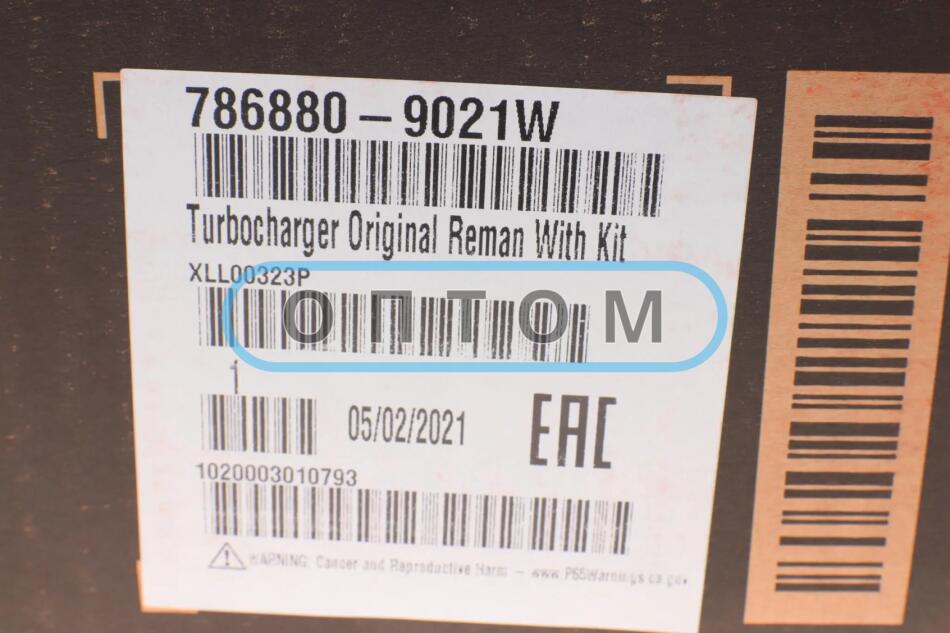 786880-9021W
Turbocharger Original Reman With Kit
XLL00323P
ОПТОМ
1
05/02/2021
EAC
1020003010793
WARNING: Cancer and Reproductive Harm - www.P65Warnings.ca.gov